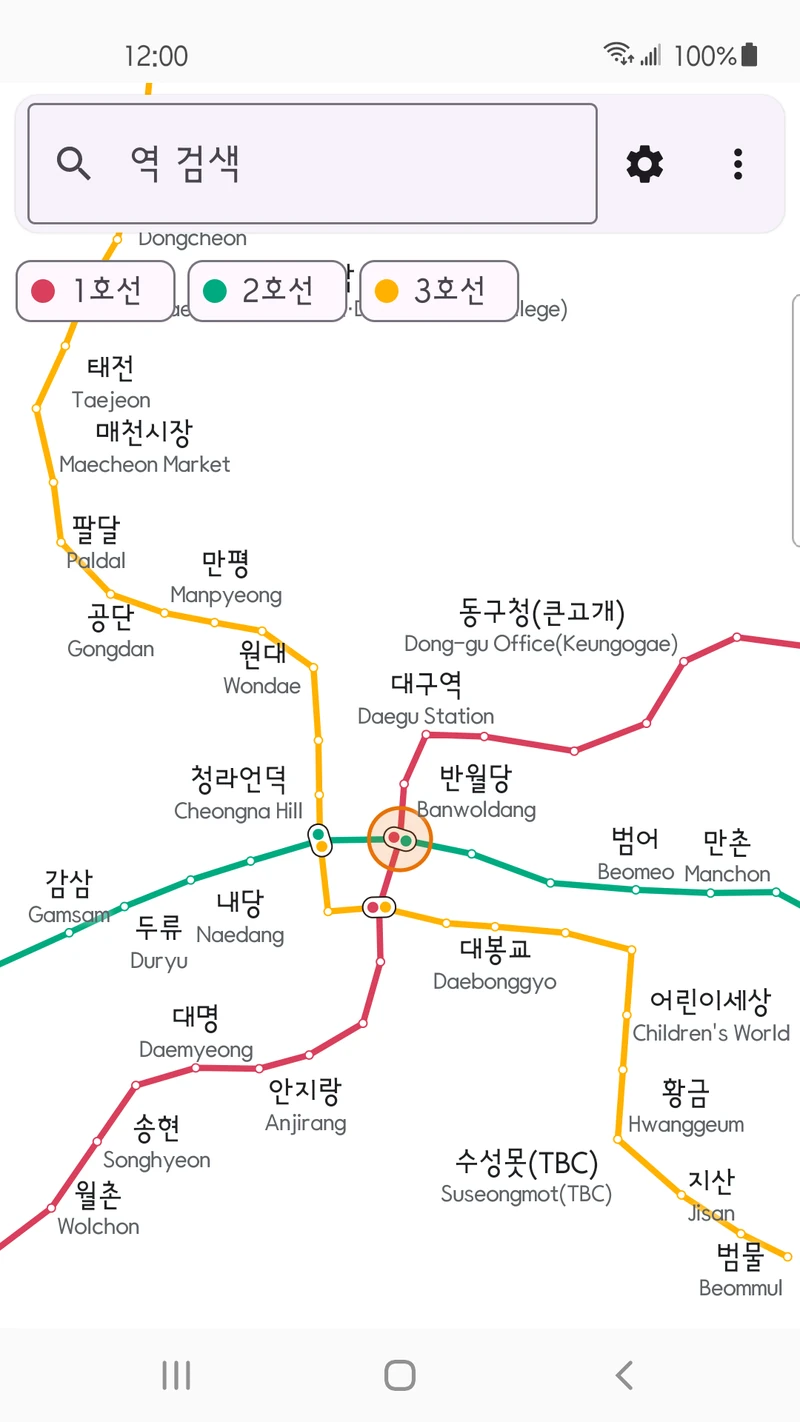 12:00
100%
역 검색
Dongcheon
1호선
2호선
3호선
태전
Taejeon
매천시장
Maecheon Market
팔달
Paldal
만평
Manpyeong
공단
Gongdan
동구청(큰고개)
Dong-gu Office(Keungogae)
원대
Wondae
대구역
Daegu Station
청라언덕
Cheongna Hill
반월당
Banwoldang
범어
Beomeo
만촌
Manchon
감삼
Gamsam
내당
Naedang
두류
Duryu
대봉교
Daebonggyo
어린이세상
Children's World
대명
Daemyeong
안지랑
Anjirang
황금
Hwanggeum
송현
Songhyeon
수성못(TBC)
Suseongmot(TBC)
지산
Jisan
월촌
Wolchon
범물
Beommul